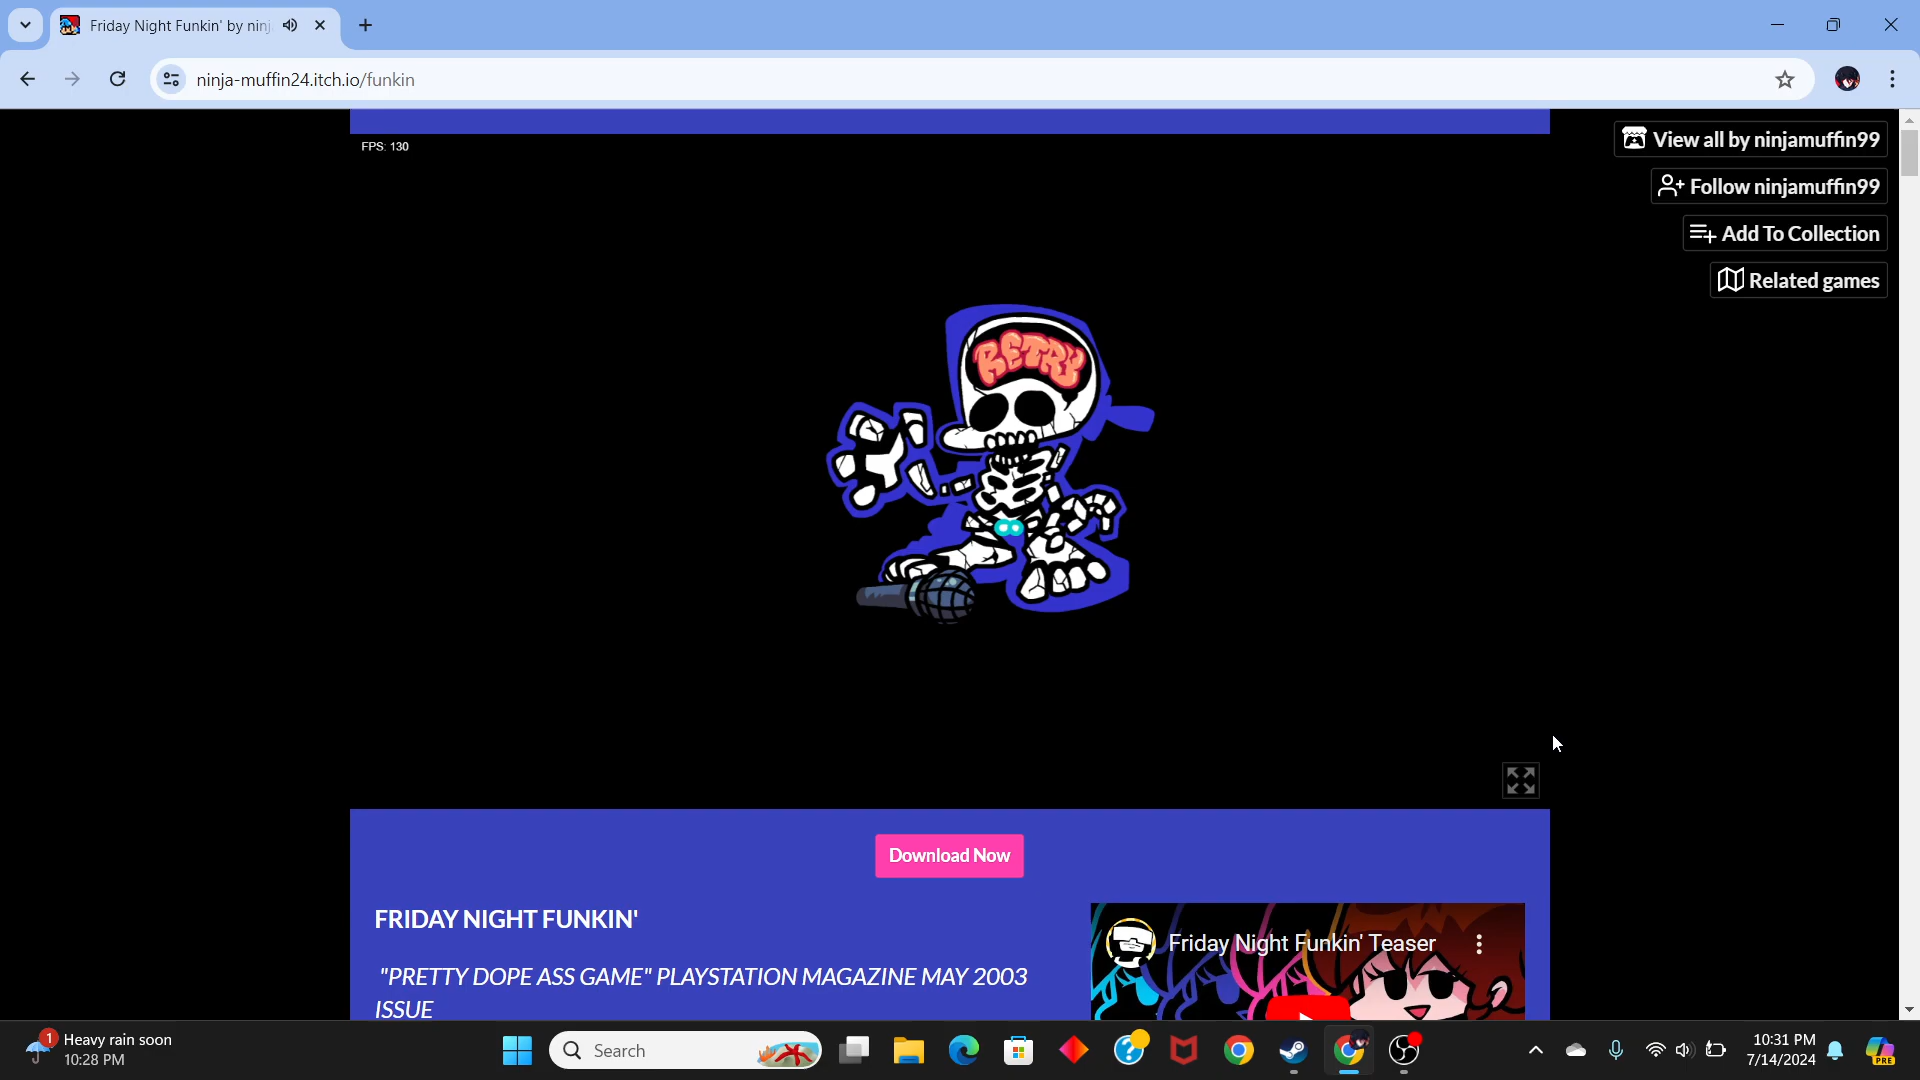 Friday Night Funkin' by ninj
ninja-muffin24.itch.io/funkin
FPS: 130
View all by ninjamuffin99
Follow ninjamuffin99
Add To Collection
Related games
RETRY
Download Now
FRIDAY NIGHT FUNKIN'
"PRETTY DOPE ASS GAME" PLAYSTATION MAGAZINE MAY 2003
ISSUE
Friday Night Funkin' Teaser
1
Heavy rain soon
10:28 PM
Search
10:31 PM
7/14/2024
PRE